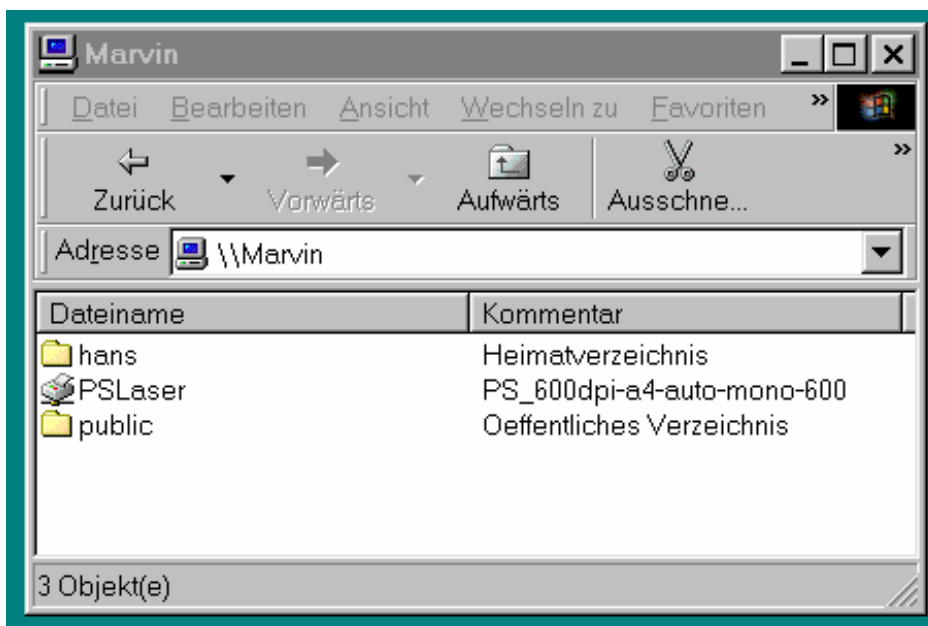 Marvin
Datei Bearbeiten Ansicht Wechseln zu Favoriten »
Zurück Vorwärts Aufwärts Ausschne... »
Adresse \\Marvin
Dateiname Kommentar
hans Heimatverzeichnis
PSLaser PS_600dpi-a4-auto-mono-600
public Oeffentliches Verzeichnis
3 Objekt(e)